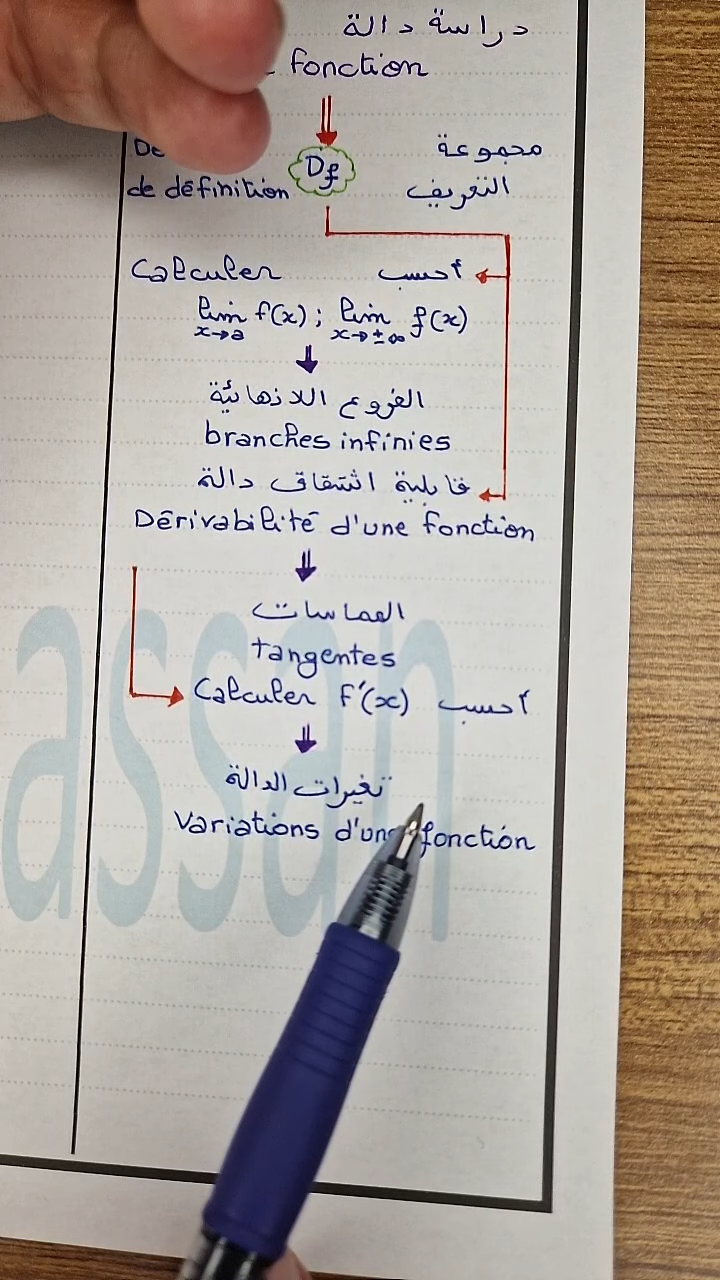 دراسة دالة
fonction
مجموعة
Df
de définition التعريف
Calculer أحسب
lim f(x) ; lim f(x)
x→a x→±∞
الفروع اللانهائية
branches infinies
قابلية اشتقاق دالة
Dérivabilité d'une fonction
المماسات
tangentes
Calculer f'(x) أحسب
تغيرات الدالة
Variations d'une fonction
assan